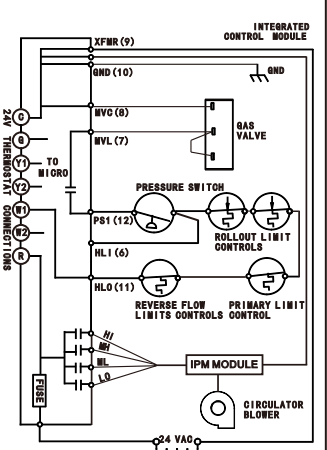 INTEGRATED
CONTROL MODULE
XFMR (9)
GND (10)
GND
MVC (8)
MVL (7)
GAS
VALVE
24V THERMOSTAT CONNECTIONS
C
G
Y1
TO
MICRO
Y2
W1
W2
R
PRESSURE SWITCH
PS1 (12)
ROLLOUT LIMIT
CONTROLS
HLI (6)
HLO (11)
REVERSE FLOW
LIMITS CONTROLS
PRIMARY LIMIT
CONTROL
HI
MH
ML
LO
IPM MODULE
FUSE
CIRCULATOR
BLOWER
24 VAC